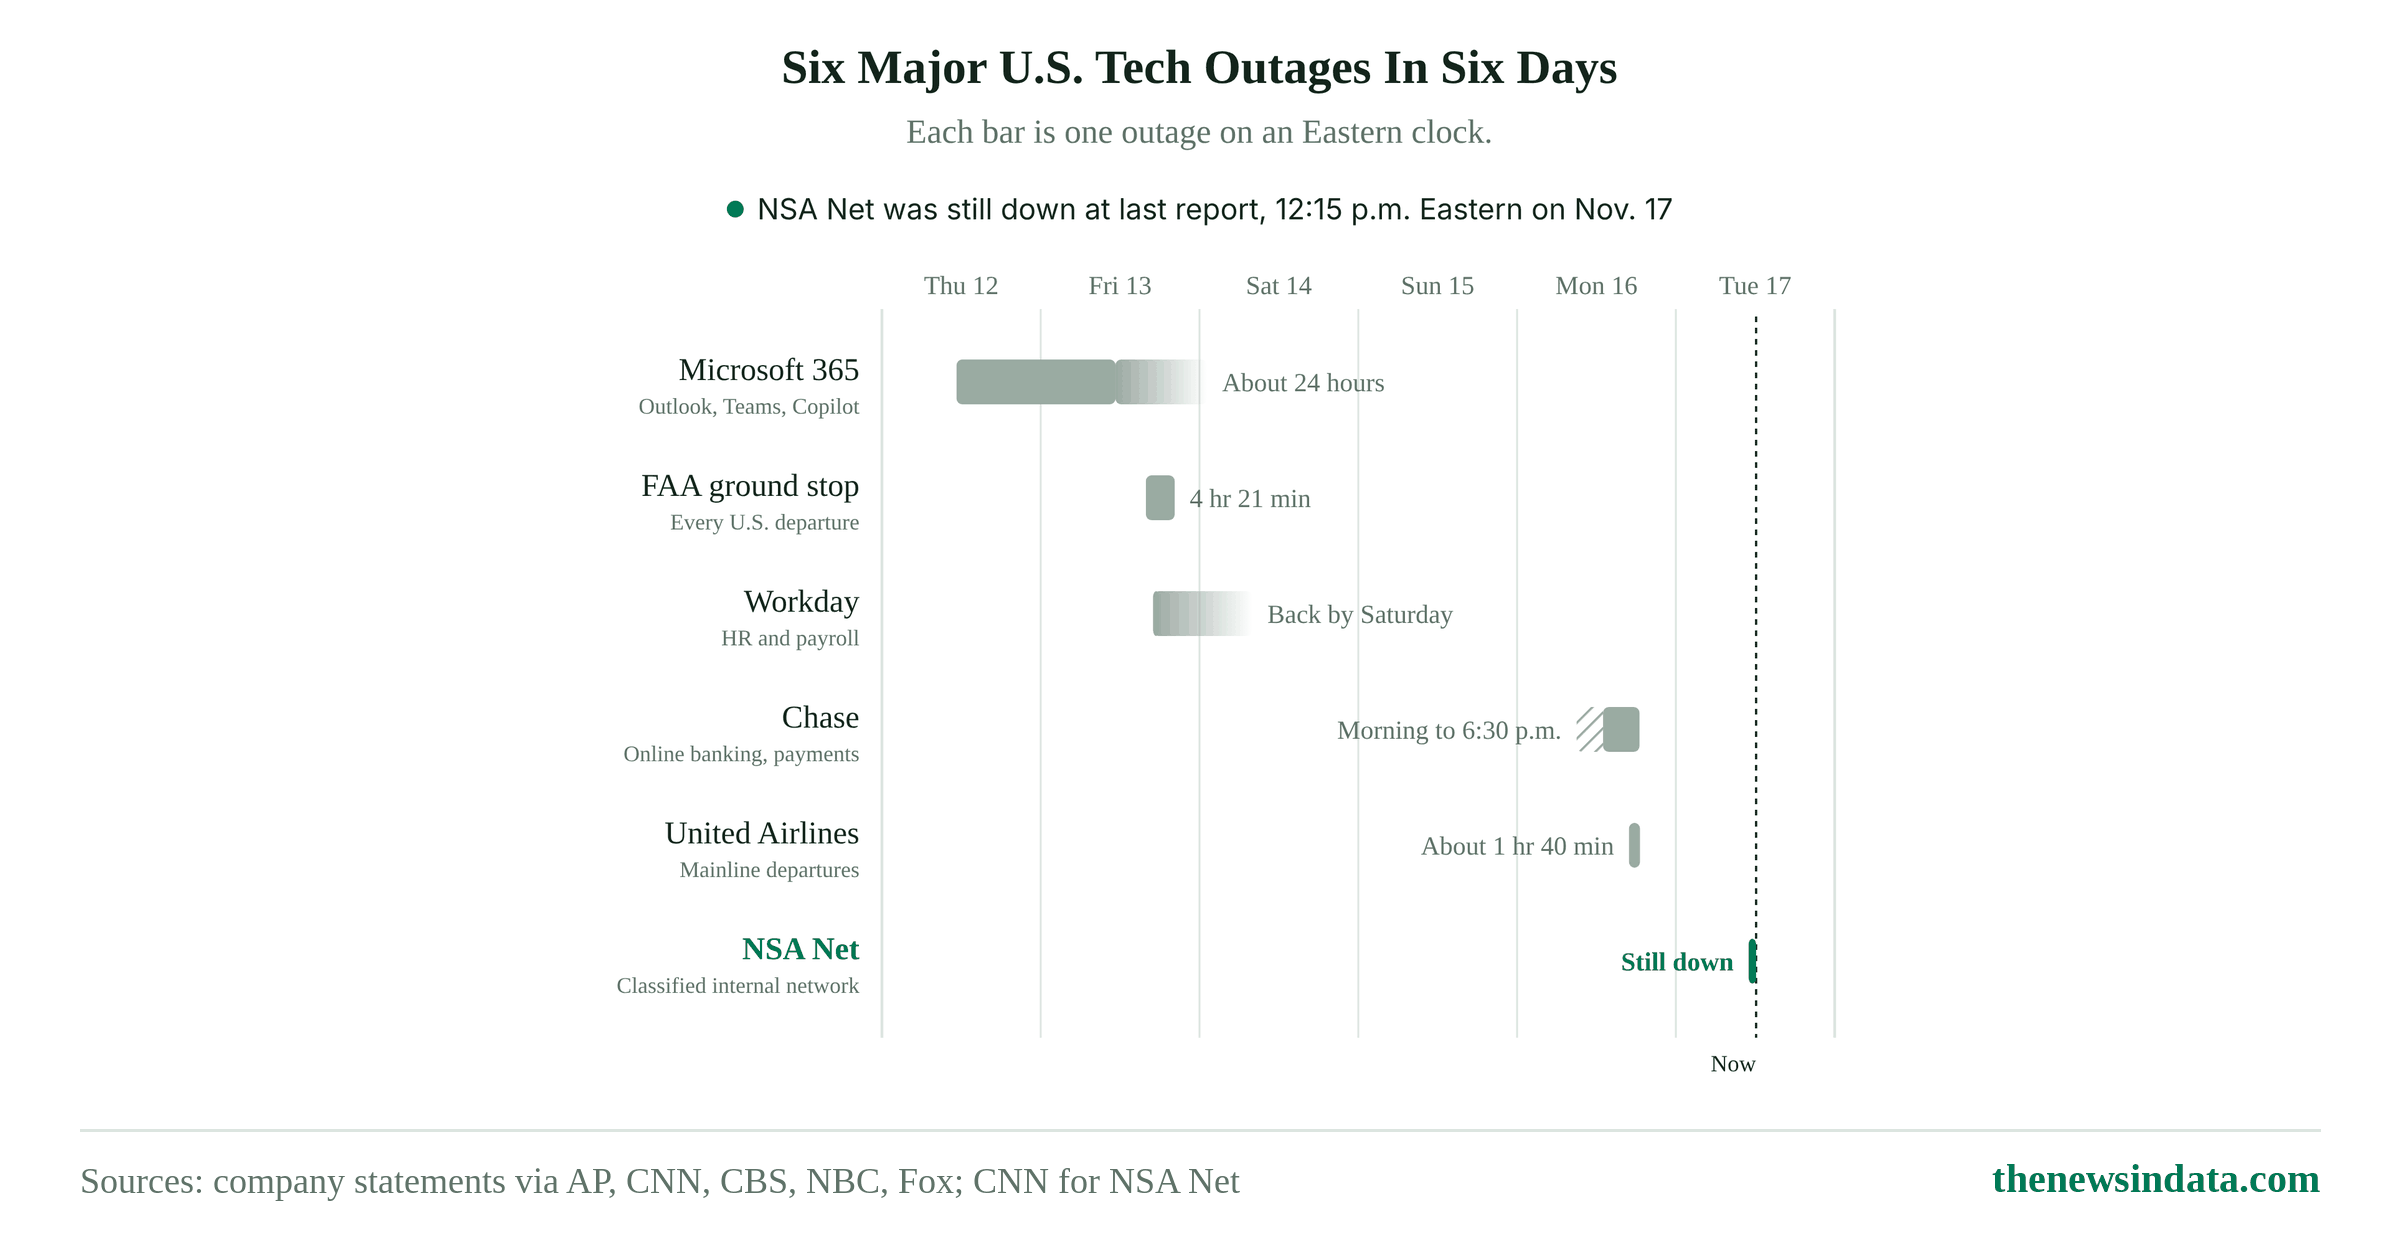 Six Major U.S. Tech Outages In Six Days
Each bar is one outage on an Eastern clock.
NSA Net was still down at last report, 12:15 p.m. Eastern on Nov. 17
Thu 12 Fri 13 Sat 14 Sun 15 Mon 16 Tue 17
Microsoft 365
Outlook, Teams, Copilot
About 24 hours
FAA ground stop
Every U.S. departure
4 hr 21 min
Workday
HR and payroll
Back by Saturday
Chase
Online banking, payments
Morning to 6:30 p.m.
United Airlines
Mainline departures
About 1 hr 40 min
NSA Net
Classified internal network
Still down
Now
Sources: company statements via AP, CNN, CBS, NBC, Fox; CNN for NSA Net
thenewsindata.com